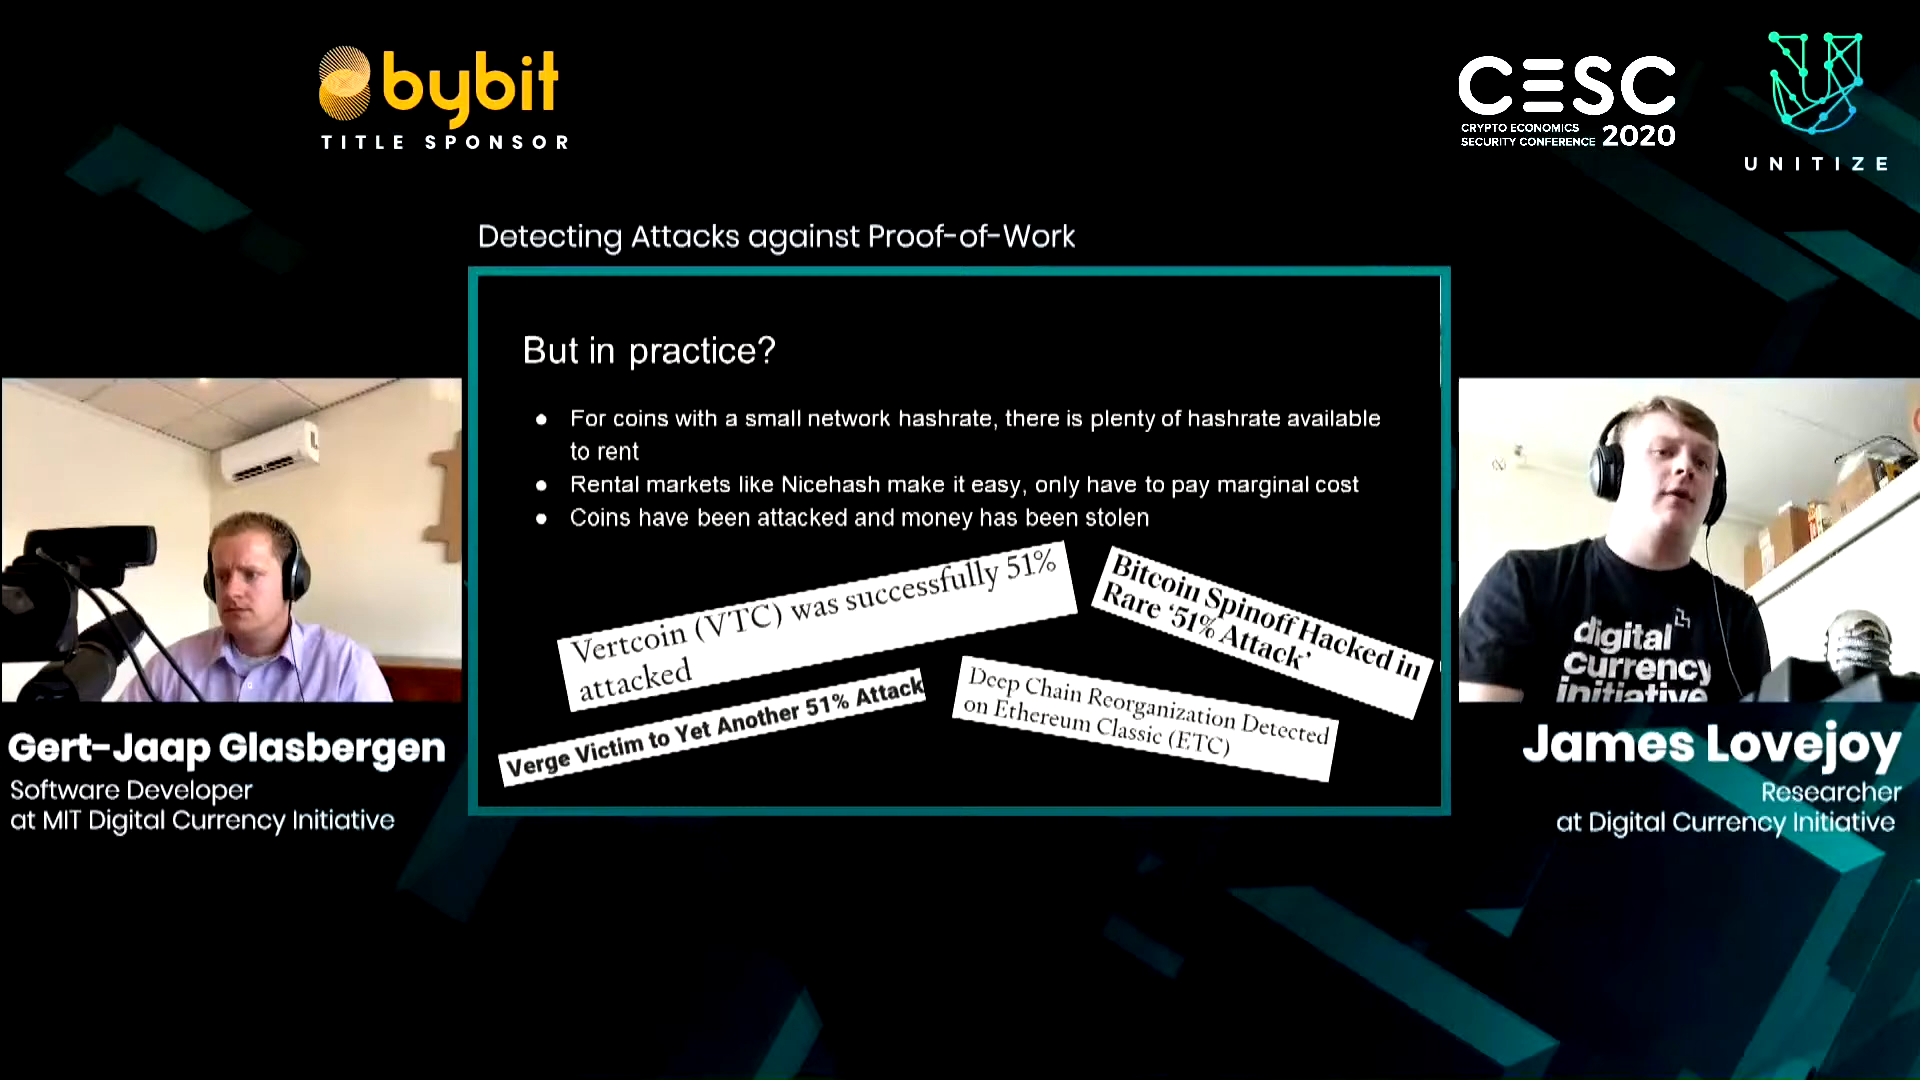 bybit
TITLE SPONSOR
CESC
CRYPTO ECONOMICS
SECURITY CONFERENCE 2020
UNITIZE
Detecting Attacks against Proof-of-Work
But in practice?
● For coins with a small network hashrate, there is plenty of hashrate available
to rent
● Rental markets like Nicehash make it easy, only have to pay marginal cost
● Coins have been attacked and money has been stolen
Vertcoin (VTC) was successfully 51%
attacked
Bitcoin Spinoff Hacked in
Rare ‘51% Attack’
Verge Victim to Yet Another 51% Attack
Deep Chain Reorganization Detected
on Ethereum Classic (ETC)
digital
currency
initiative
Gert-Jaap Glasbergen
Software Developer
at MIT Digital Currency Initiative
James Lovejoy
Researcher
at Digital Currency Initiative